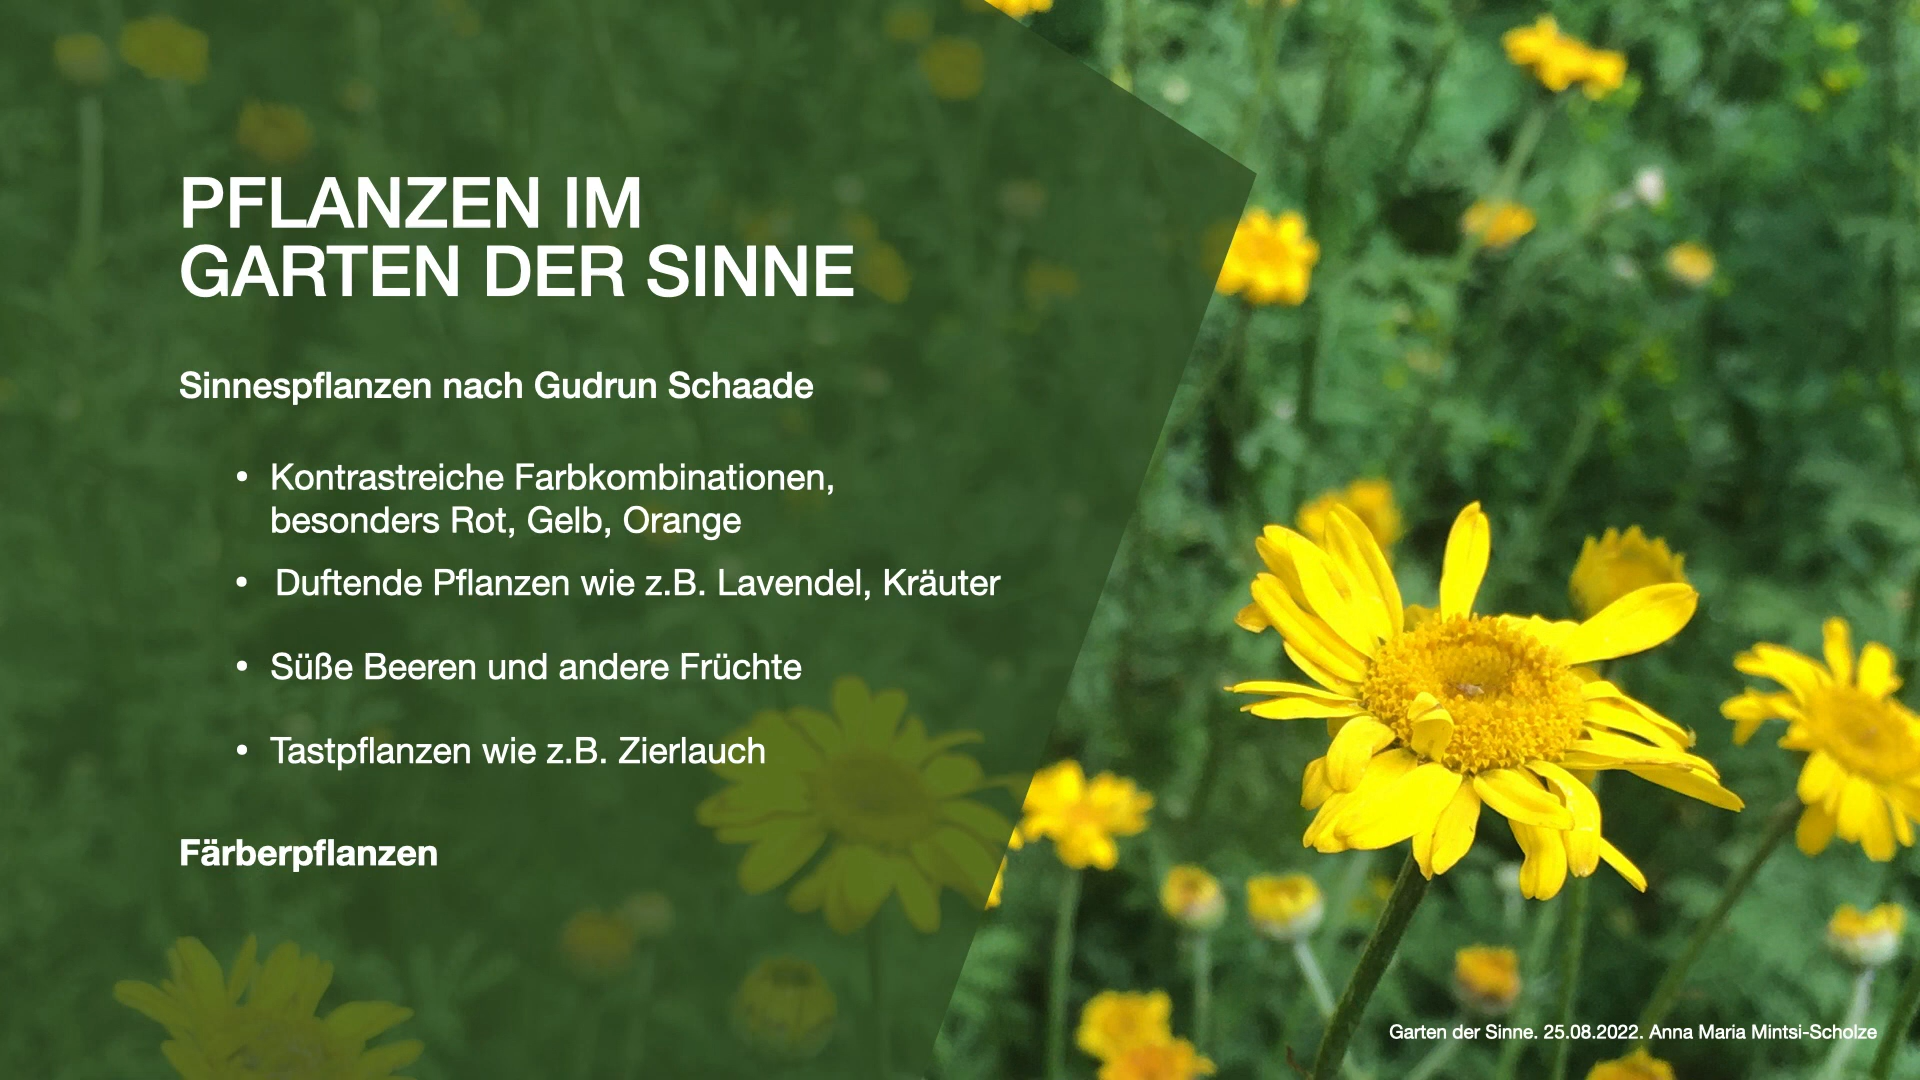 PFLANZEN IM
GARTEN DER SINNE
Sinnespflanzen nach Gudrun Schaade
• Kontrastreiche Farbkombinationen,
besonders Rot, Gelb, Orange
• Duftende Pflanzen wie z.B. Lavendel, Kräuter
• Süße Beeren und andere Früchte
• Tastpflanzen wie z.B. Zierlauch
Färberpflanzen
Garten der Sinne. 25.08.2022. Anna Maria Mintsi-Scholze